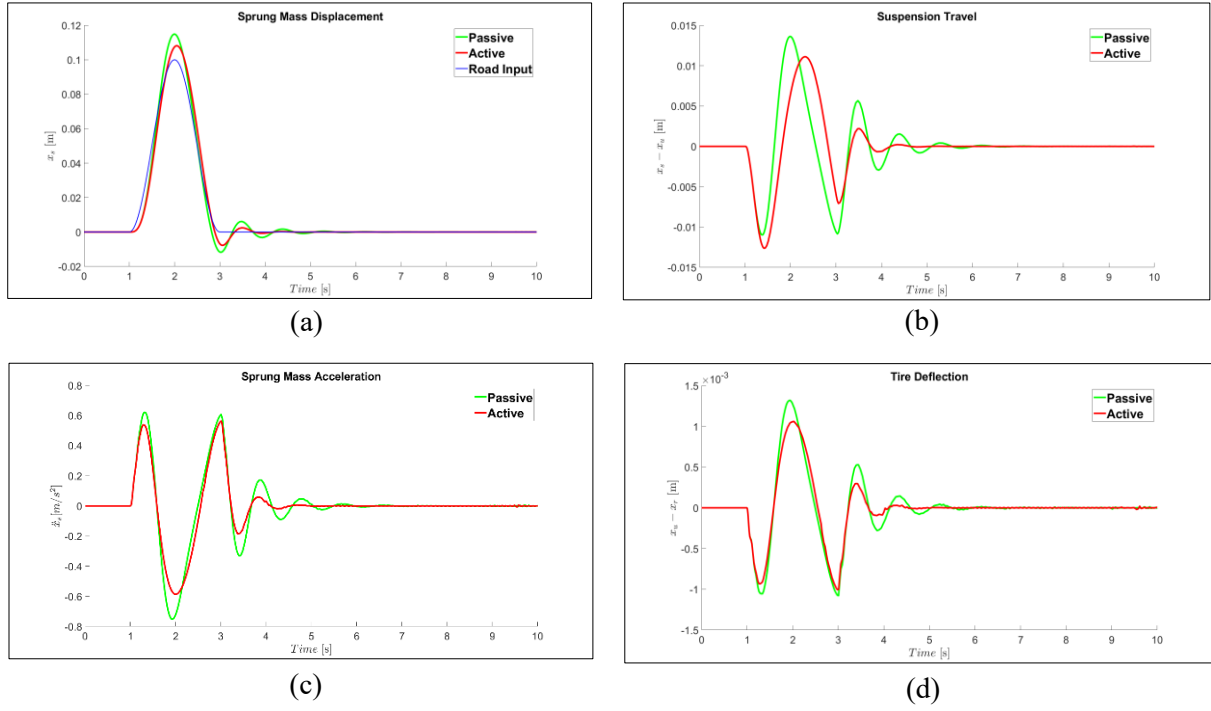 Sprung Mass Displacement
0.12
0.1
0.08
0.06
0.04
0.02
0
-0.02
x_s [m]
Passive
Active
Road Input
0 1 2 3 4 5 6 7 8 9 10
Time [s]
(a)
Suspension Travel
0.015
0.01
0.005
0
-0.005
-0.01
-0.015
x_s − x_u [m]
Passive
Active
0 1 2 3 4 5 6 7 8 9 10
Time [s]
(b)
Sprung Mass Acceleration
0.8
0.6
0.4
0.2
0
-0.2
-0.4
-0.6
-0.8
ẍ_s[m/s²]
Passive
Active
0 1 2 3 4 5 6 7 8 9 10
Time [s]
(c)
Tire Deflection
×10⁻³
1.5
1
0.5
0
-0.5
-1
-1.5
x_u − x_r [m]
Passive
Active
0 1 2 3 4 5 6 7 8 9 10
Time [s]
(d)